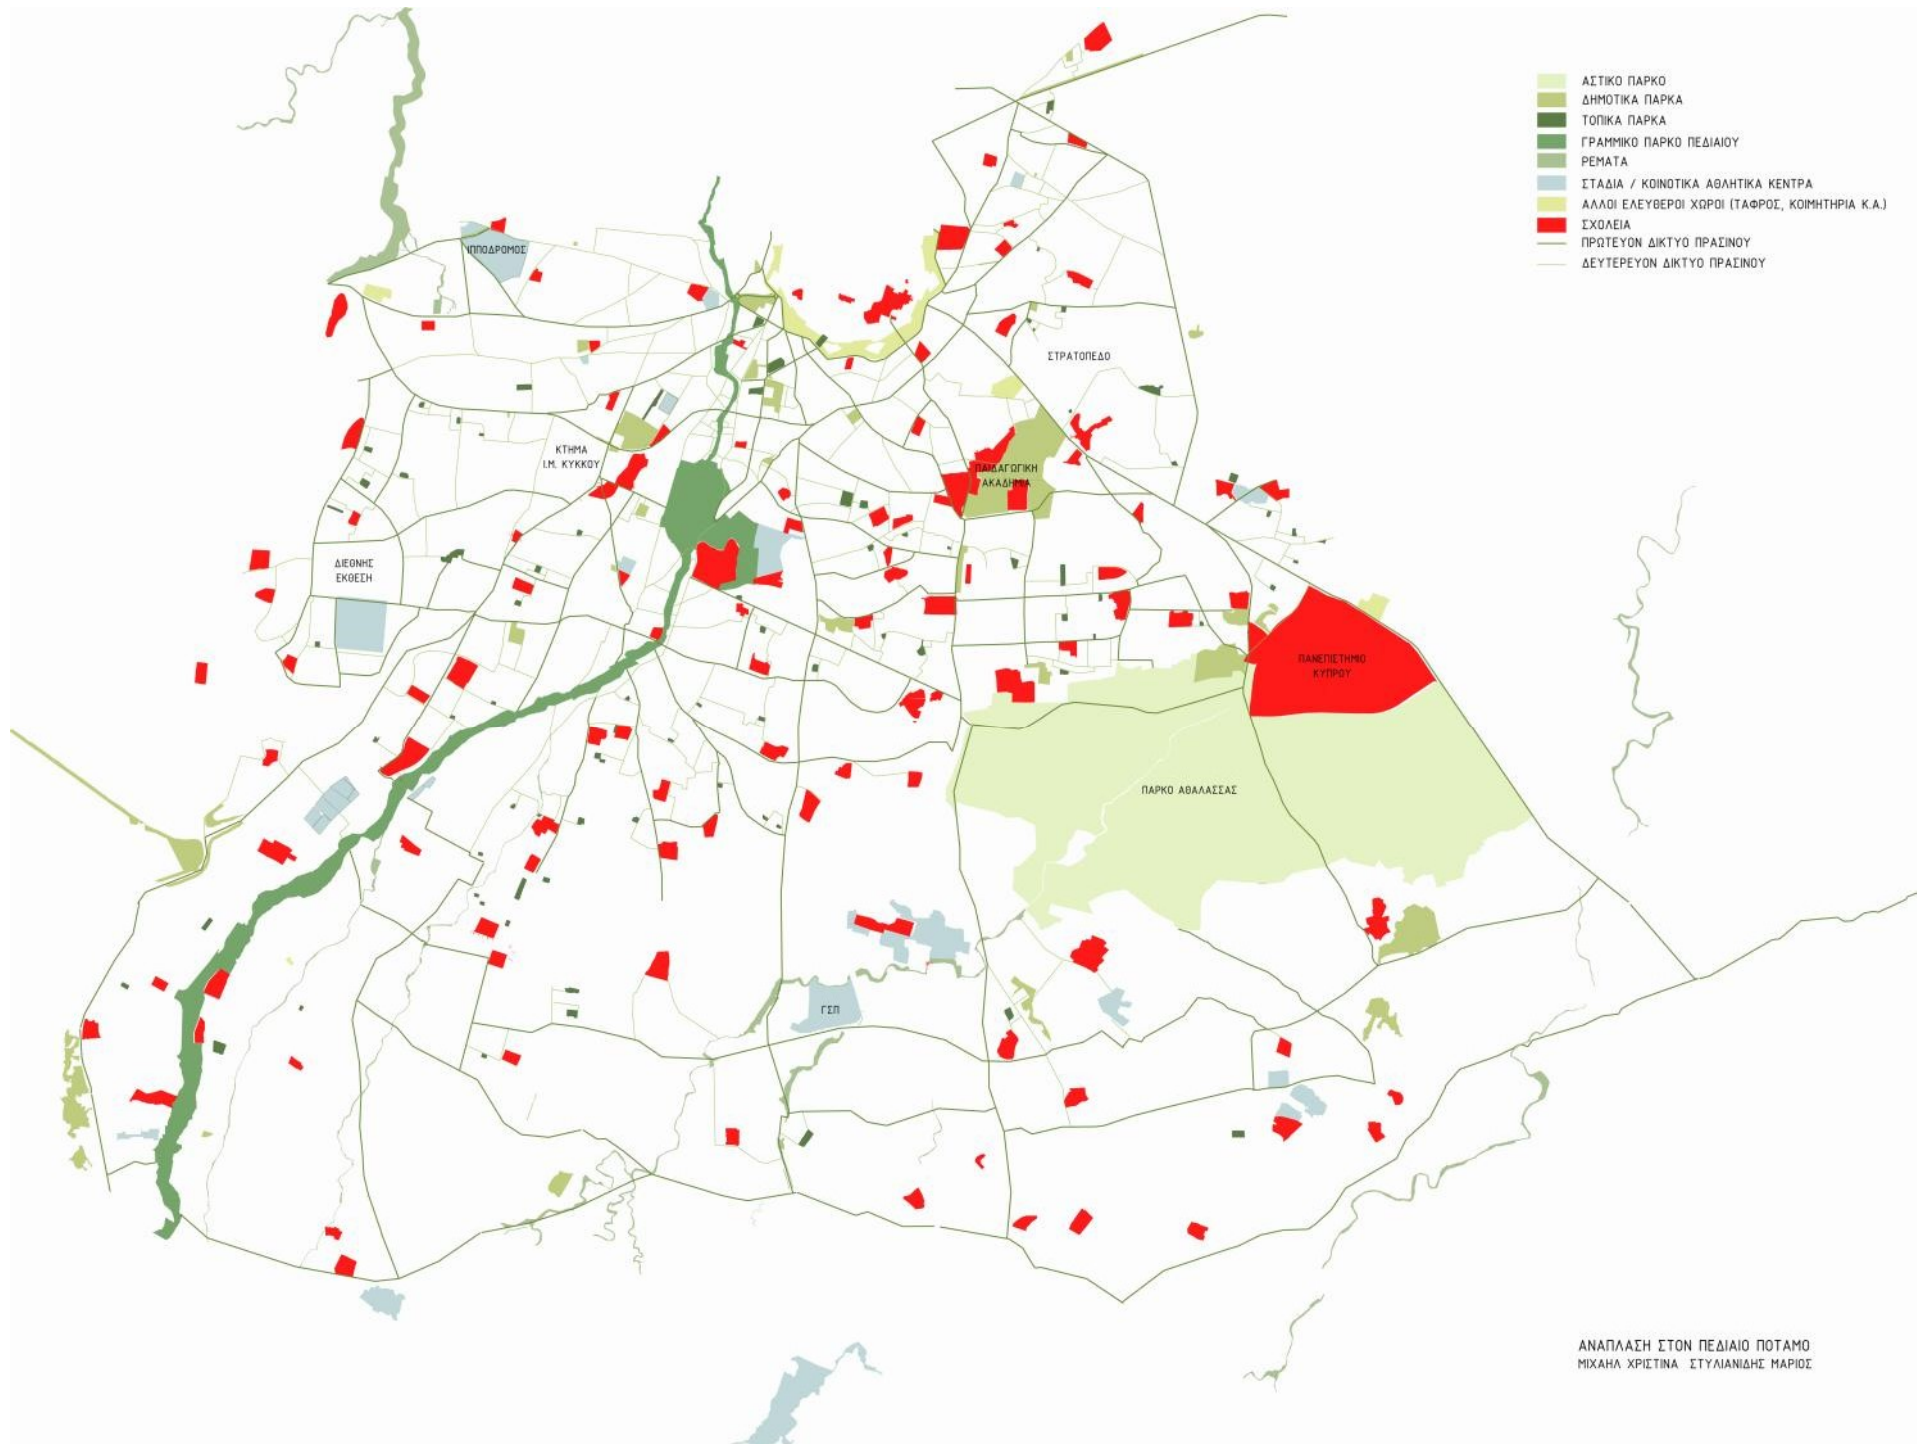 ΑΣΤΙΚΟ ΠΑΡΚΟ
ΔΗΜΟΤΙΚΑ ΠΑΡΚΑ
ΤΟΠΙΚΑ ΠΑΡΚΑ
ΓΡΑΜΜΙΚΟ ΠΑΡΚΟ ΠΕΔΙΑΙΟΥ
ΡΕΜΑΤΑ
ΣΤΑΔΙΑ / ΚΟΙΝΟΤΙΚΑ ΑΘΛΗΤΙΚΑ ΚΕΝΤΡΑ
ΑΛΛΟΙ ΕΛΕΥΘΕΡΟΙ ΧΩΡΟΙ (ΤΑΦΡΟΣ, ΚΟΙΜΗΤΗΡΙΑ Κ.Α.)
ΣΧΟΛΕΙΑ
ΠΡΩΤΕΥΟΝ ΔΙΚΤΥΟ ΠΡΑΣΙΝΟΥ
ΔΕΥΤΕΡΕΥΟΝ ΔΙΚΤΥΟ ΠΡΑΣΙΝΟΥ
ΙΠΠΟΔΡΟΜΟΣ
ΣΤΡΑΤΟΠΕΔΟ
ΚΤΗΜΑ
Ι.Μ. ΚΥΚΚΟΥ
ΠΑΙΔΑΓΩΓΙΚΗ
ΑΚΑΔΗΜΙΑ
ΔΙΕΘΝΗΣ
ΕΚΘΕΣΗ
ΠΑΝΕΠΙΣΤΗΜΙΟ
ΚΥΠΡΟΥ
ΠΑΡΚΟ ΑΘΑΛΑΣΣΑΣ
ΓΣΠ
ΑΝΑΠΛΑΣΗ ΣΤΟΝ ΠΕΔΙΑΙΟ ΠΟΤΑΜΟ
ΜΙΧΑΗΛ ΧΡΙΣΤΙΝΑ ΣΤΥΛΙΑΝΙΔΗΣ ΜΑΡΙΟΣ